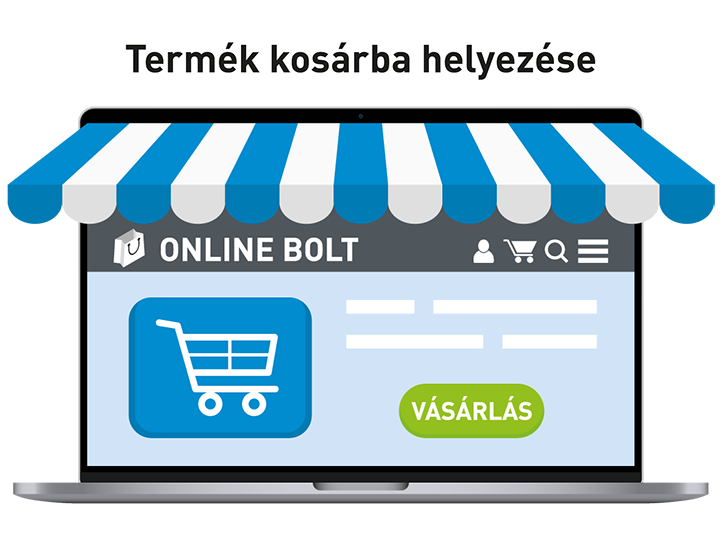 Termék kosárba helyezése
ONLINE BOLT
VÁSÁRLÁS